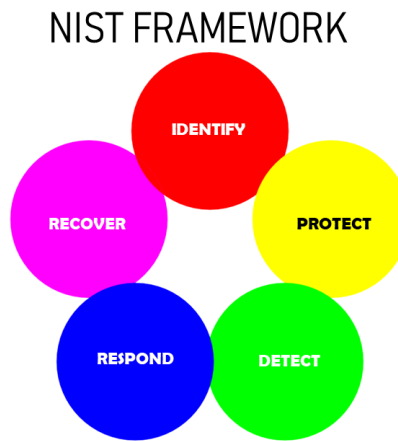 NIST FRAMEWORK
IDENTIFY
PROTECT
DETECT
RESPOND
RECOVER